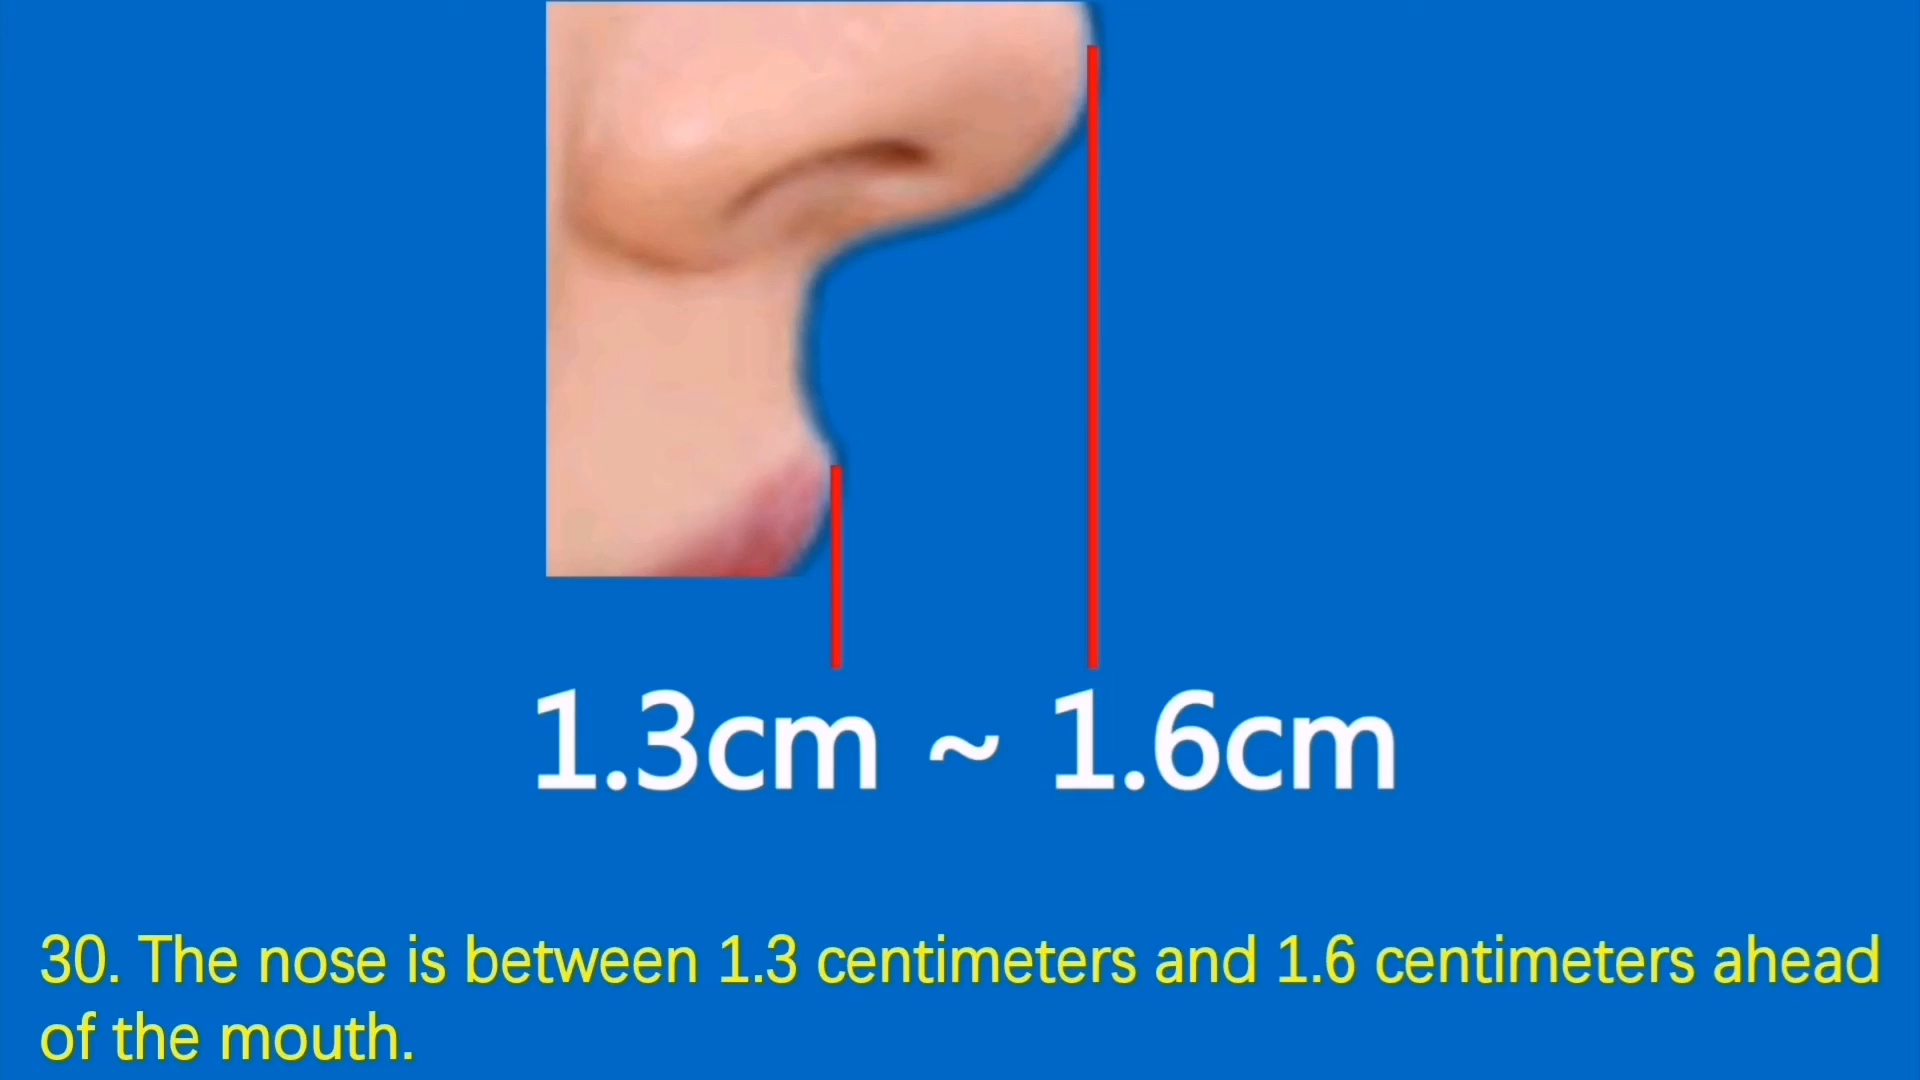 1.3cm ~ 1.6cm
30. The nose is between 1.3 centimeters and 1.6 centimeters ahead
of the mouth.